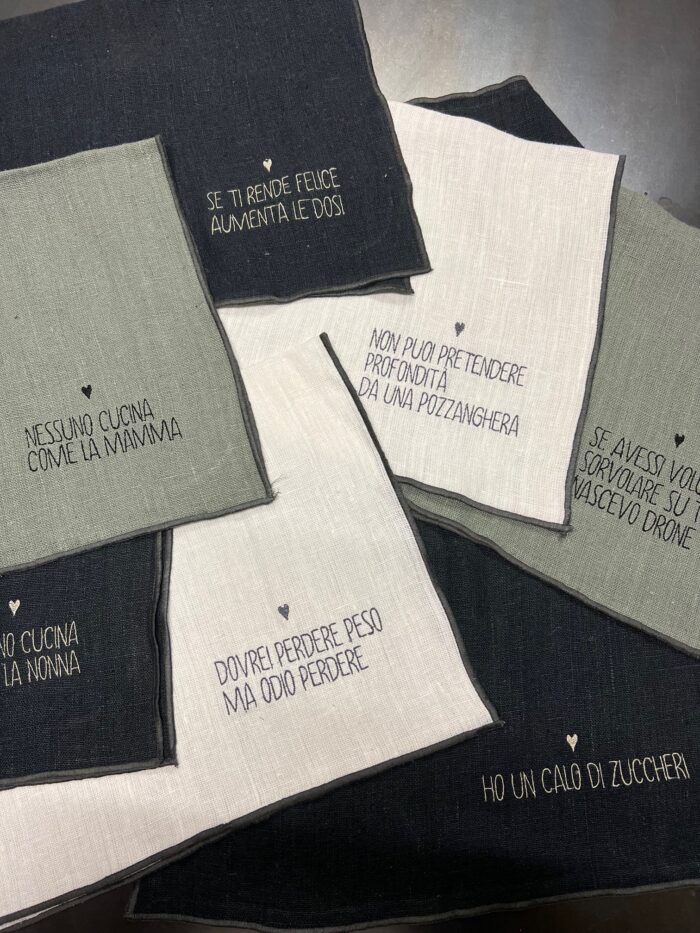 SE TI RENDE FELICE
AUMENTA LE DOSI
NON PUOI PRETENDERE
PROFONDITÀ
DA UNA POZZANGHERA
NESSUNO CUCINA
COME LA MAMMA
SE AVESSI
SORVOLARE SU
NASCEVO DRONE
NO CUCINA
LA NONNA
DOVREI PERDERE PESO
MA ODIO PERDERE
HO UN CALO DI ZUCCHERI